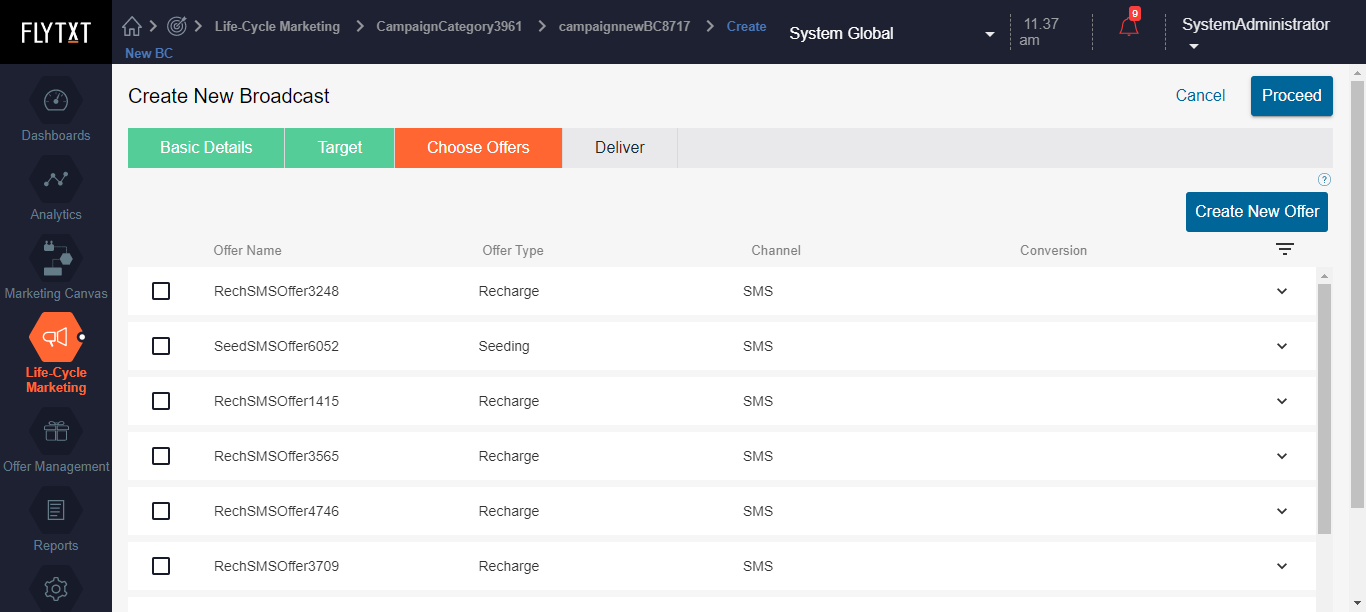 FLYTXT
Life-Cycle Marketing
CampaignCategory3961
campaignnewBC8717
Create
New BC
System Global
11.37
am
9
SystemAdministrator
Dashboards
Analytics
Marketing Canvas
Life-Cycle
Marketing
Offer Management
Reports
Create New Broadcast
Cancel
Proceed
Basic Details
Target
Choose Offers
Deliver
?
Create New Offer
Offer Name Offer Type Channel Conversion
RechSMSOffer3248 Recharge SMS
SeedSMSOffer6052 Seeding SMS
RechSMSOffer1415 Recharge SMS
RechSMSOffer3565 Recharge SMS
RechSMSOffer4746 Recharge SMS
RechSMSOffer3709 Recharge SMS